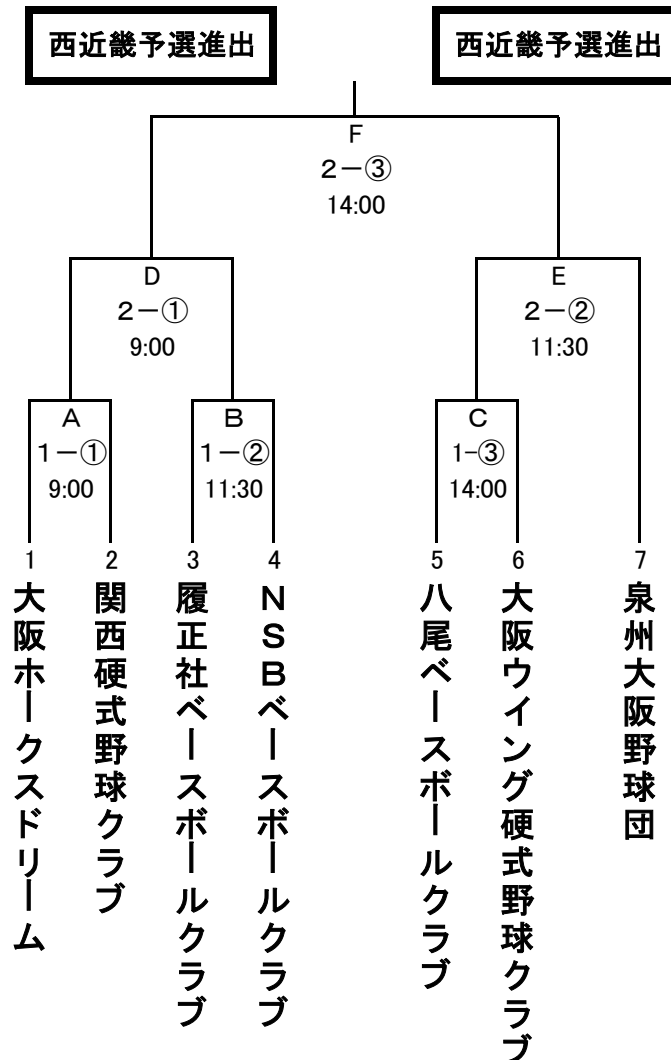 西近畿予選進出
西近畿予選進出
F
2－③
14:00
D
2－①
9:00
E
2－②
11:30
A
1－①
9:00
B
1－②
11:30
C
1-③
14:00
1
2
3
4
5
6
7
大阪ホークスドリーム
関西硬式野球クラブ
履正社ベースボールクラブ
ＮＳＢベースボールクラブ
八尾ベースボールクラブ
大阪ウイング硬式野球クラブ
泉州大阪野球団